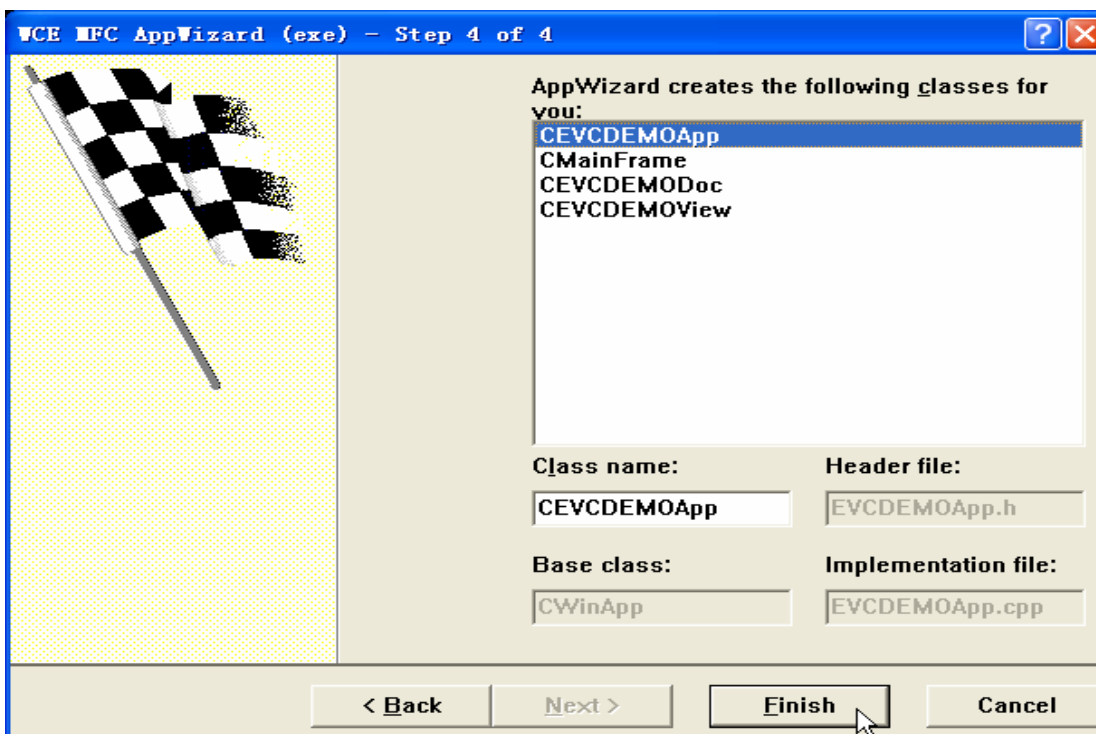 WCE MFC AppWizard (exe) - Step 4 of 4
AppWizard creates the following classes for
you:
CEVCDEMOApp
CMainFrame
CEVCDEMODoc
CEVCDEMOView
Class name:
Header file:
CEVCDEMOApp
EVCDEMOApp.h
Base class:
Implementation file:
CWinApp
EVCDEMOApp.cpp
< Back
Next >
Finish
Cancel